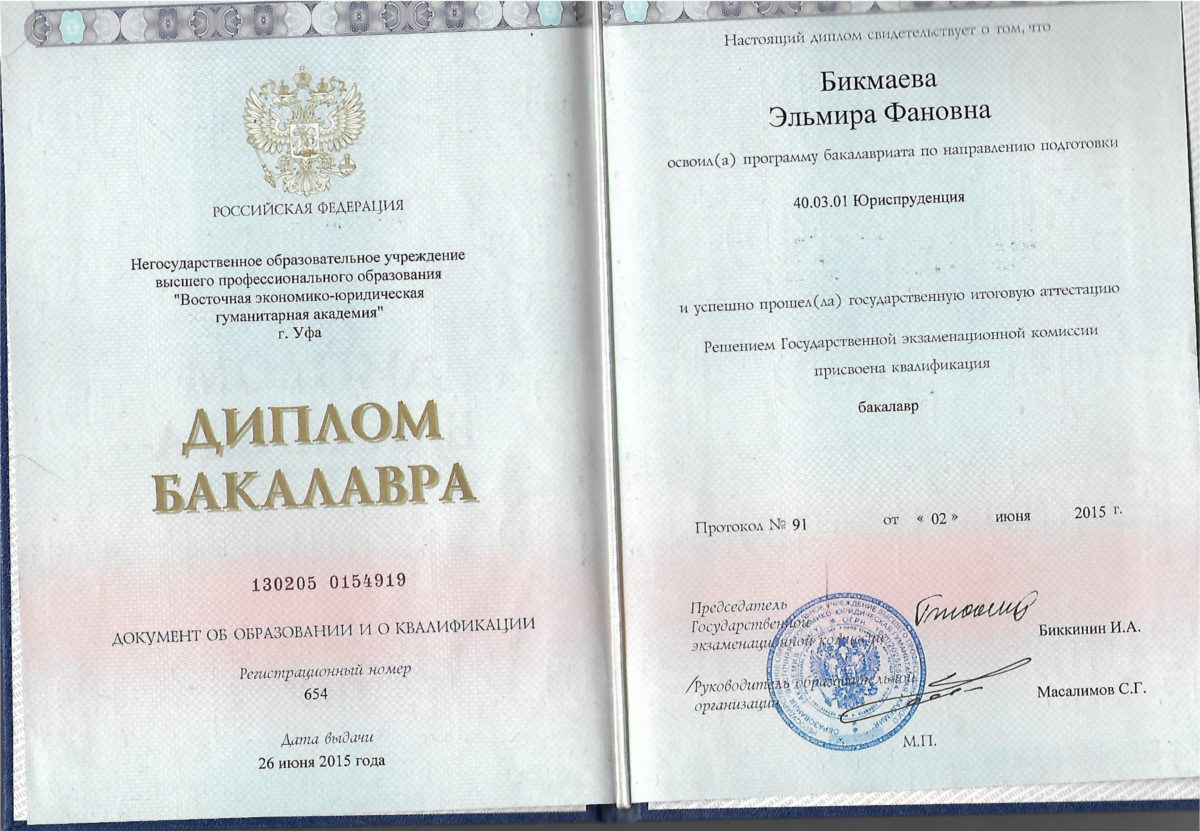 РОССИЙСКАЯ ФЕДЕРАЦИЯ
Негосударственное образовательное учреждение
высшего профессионального образования
"Восточная экономико-юридическая
гуманитарная академия"
г. Уфа
ДИПЛОМ
БАКАЛАВРА
130205 0154919
ДОКУМЕНТ ОБ ОБРАЗОВАНИИ И О КВАЛИФИКАЦИИ
Регистрационный номер
654
Дата выдачи
26 июня 2015 года
Настоящий диплом свидетельствует о том, что
Бикмаева
Эльмира Фановна
освоил(а) программу бакалавриата по направлению подготовки
40.03.01 Юриспруденция
и успешно прошел(ла) государственную итоговую аттестацию
Решением Государственной экзаменационной комиссии
присвоена квалификация
бакалавр
Протокол № 91 от « 02 » июня 2015 г.
Председатель
Государственной
экзаменационной комиссии
Биккинин И.А.
Руководитель образовательной
организации
Масалимов С.Г.
М.П.